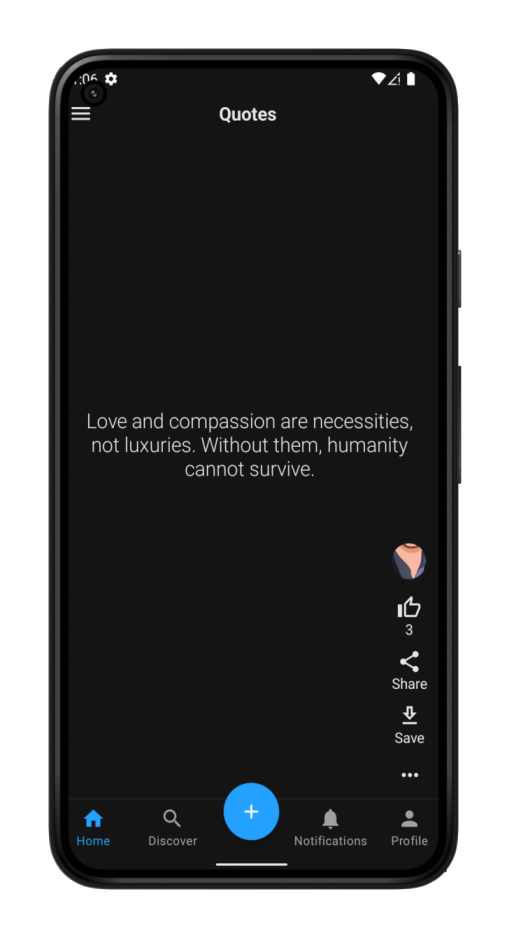 Quotes
Love and compassion are necessities,
not luxuries. Without them, humanity
cannot survive.
3
Share
Save
Home
Discover
Notifications
Profile